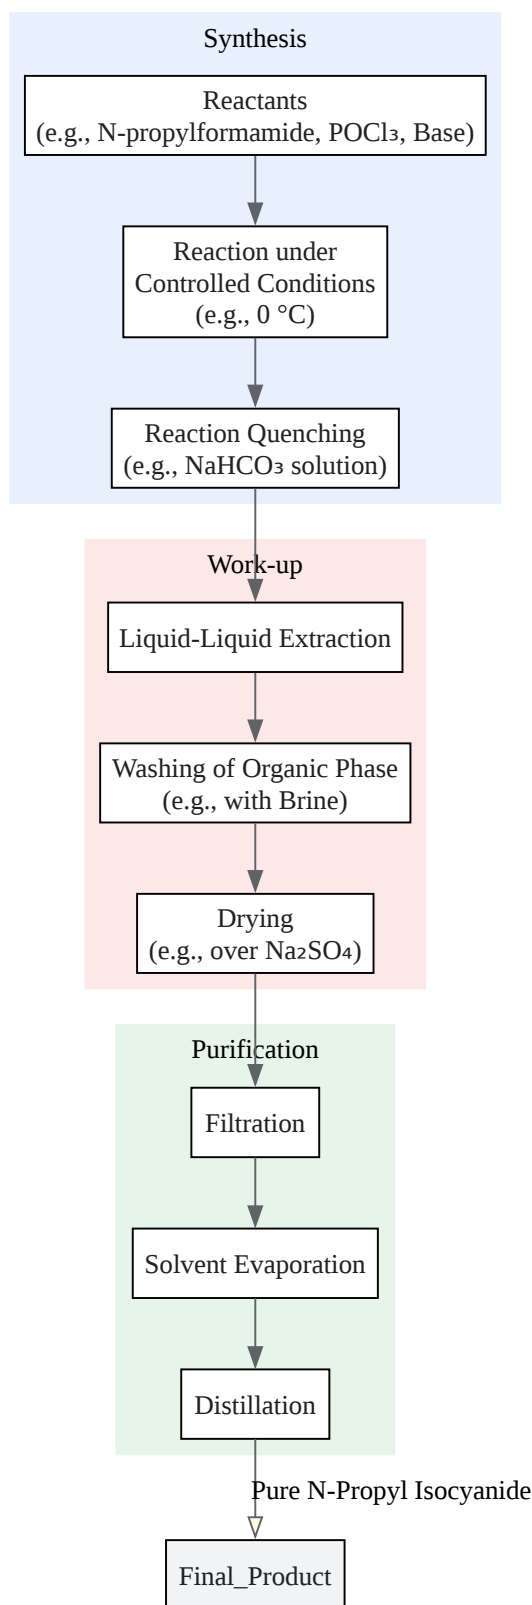 Synthesis
Reactants
(e.g., N-propylformamide, POCl₃, Base)
Reaction under
Controlled Conditions
(e.g., 0 °C)
Reaction Quenching
(e.g., NaHCO₃ solution)
Work-up
Liquid-Liquid Extraction
Washing of Organic Phase
(e.g., with Brine)
Drying
(e.g., over Na₂SO₄)
Purification
Filtration
Solvent Evaporation
Distillation
Pure N-Propyl Isocyanide
Final_Product